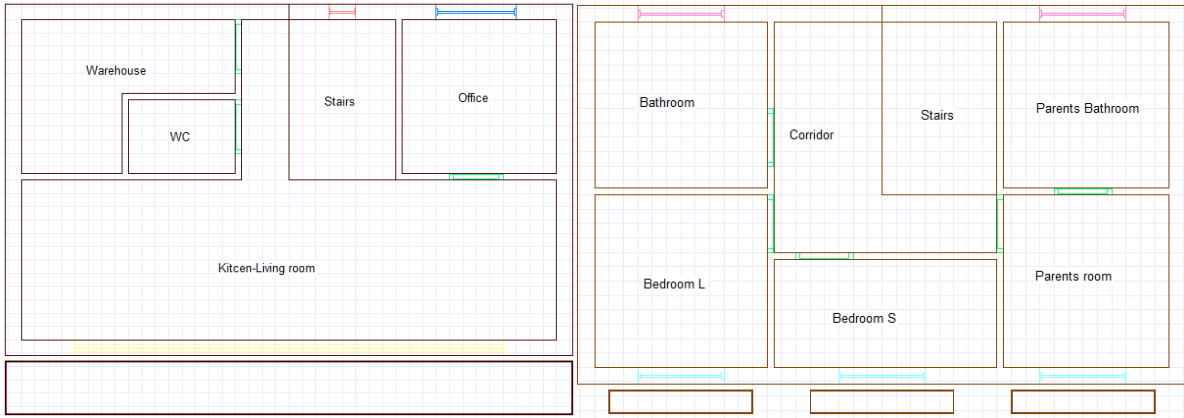 Warehouse
WC
Stairs
Office
Kitcen-Living room
Bathroom
Corridor
Stairs
Parents Bathroom
Bedroom L
Bedroom S
Parents room